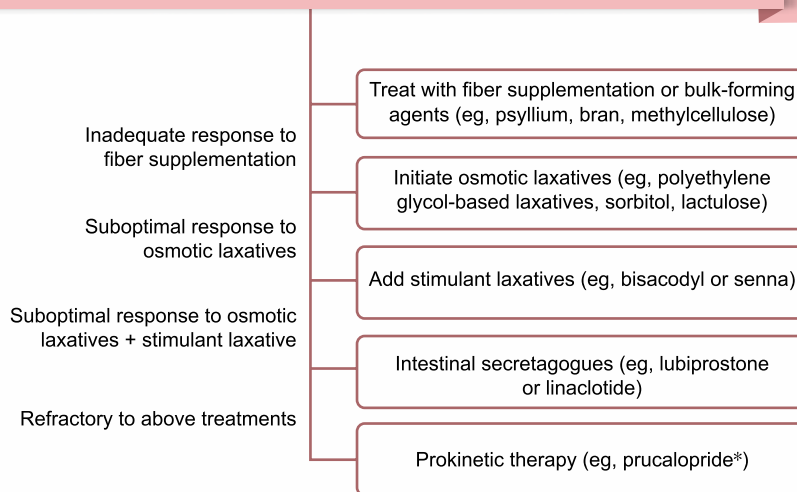 Treat with fiber supplementation or bulk-forming
agents (eg, psyllium, bran, methylcellulose)
Inadequate response to
fiber supplementation
Initiate osmotic laxatives (eg, polyethylene
glycol-based laxatives, sorbitol, lactulose)
Suboptimal response to
osmotic laxatives
Add stimulant laxatives (eg, bisacodyl or senna)
Suboptimal response to osmotic
laxatives + stimulant laxative
Intestinal secretagogues (eg, lubiprostone
or linaclotide)
Refractory to above treatments
Prokinetic therapy (eg, prucalopride*)